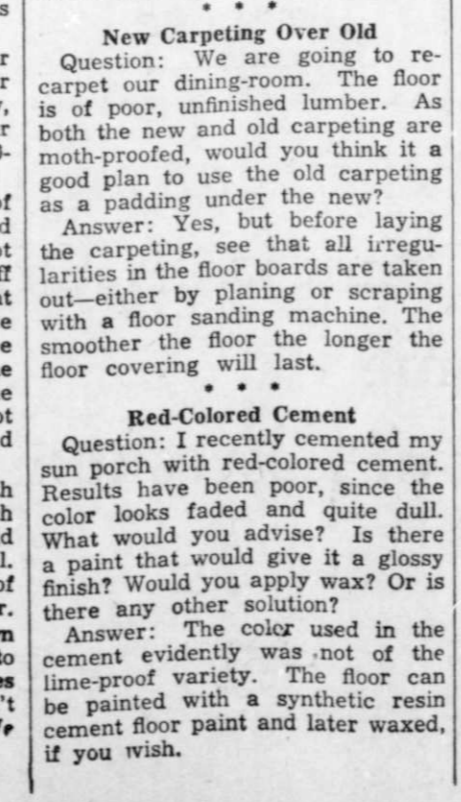 * * *
New Carpeting Over Old
Question: We are going to re-
carpet our dining-room. The floor
is of poor, unfinished lumber. As
both the new and old carpeting are
moth-proofed, would you think it a
good plan to use the old carpeting
as a padding under the new?
Answer: Yes, but before laying
the carpeting, see that all irregu-
larities in the floor boards are taken
out—either by planing or scraping
with a floor sanding machine. The
smoother the floor the longer the
floor covering will last.
* * *
Red-Colored Cement
Question: I recently cemented my
sun porch with red-colored cement.
Results have been poor, since the
color looks faded and quite dull.
What would you advise? Is there
a paint that would give it a glossy
finish? Would you apply wax? Or is
there any other solution?
Answer: The color used in the
cement evidently was not of the
lime-proof variety. The floor can
be painted with a synthetic resin
cement floor paint and later waxed,
if you wish.